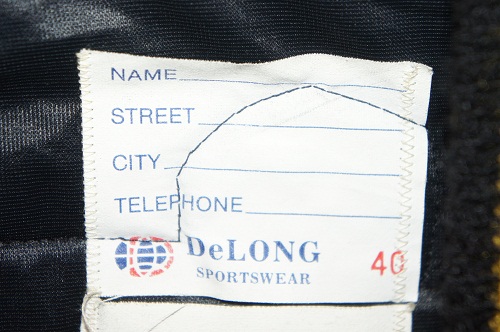 NAME
STREET
CITY
TELEPHONE
DeLONG 40
SPORTSWEAR